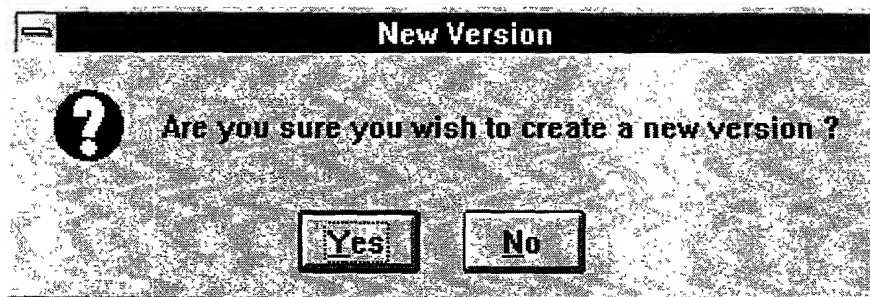 New Version
Are you sure you wish to create a new version ?
Yes
No